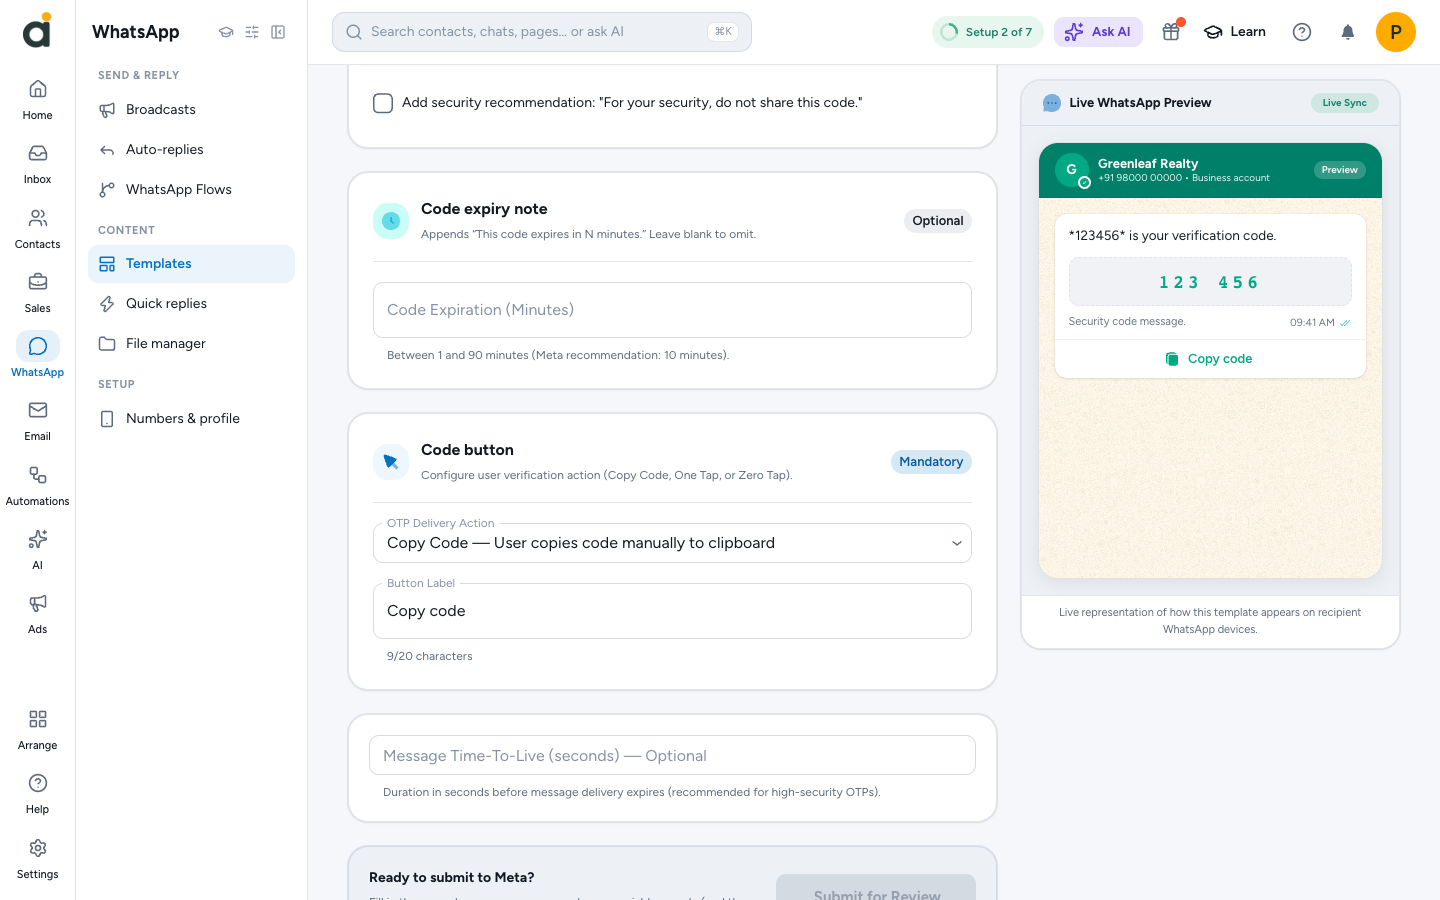 WhatsApp
Search contacts, chats, pages... or ask AI
⌘K
Setup 2 of 7
Ask AI
Learn
P
Home
Inbox
Contacts
Sales
WhatsApp
Email
Automations
AI
Ads
Arrange
Help
Settings
SEND & REPLY
Broadcasts
Auto-replies
WhatsApp Flows
CONTENT
Templates
Quick replies
File manager
SETUP
Numbers & profile
Add security recommendation: "For your security, do not share this code."
Code expiry note
Appends "This code expires in N minutes." Leave blank to omit.
Optional
Code Expiration (Minutes)
Between 1 and 90 minutes (Meta recommendation: 10 minutes).
Code button
Configure user verification action (Copy Code, One Tap, or Zero Tap).
Mandatory
OTP Delivery Action
Copy Code — User copies code manually to clipboard
Button Label
Copy code
9/20 characters
Message Time-To-Live (seconds) — Optional
Duration in seconds before message delivery expires (recommended for high-security OTPs).
Ready to submit to Meta?
Submit for Review
Live WhatsApp Preview
Live Sync
G
Greenleaf Realty
+91 98000 00000 • Business account
Preview
*123456* is your verification code.
123 456
Security code message.
09:41 AM
Copy code
Live representation of how this template appears on recipient
WhatsApp devices.